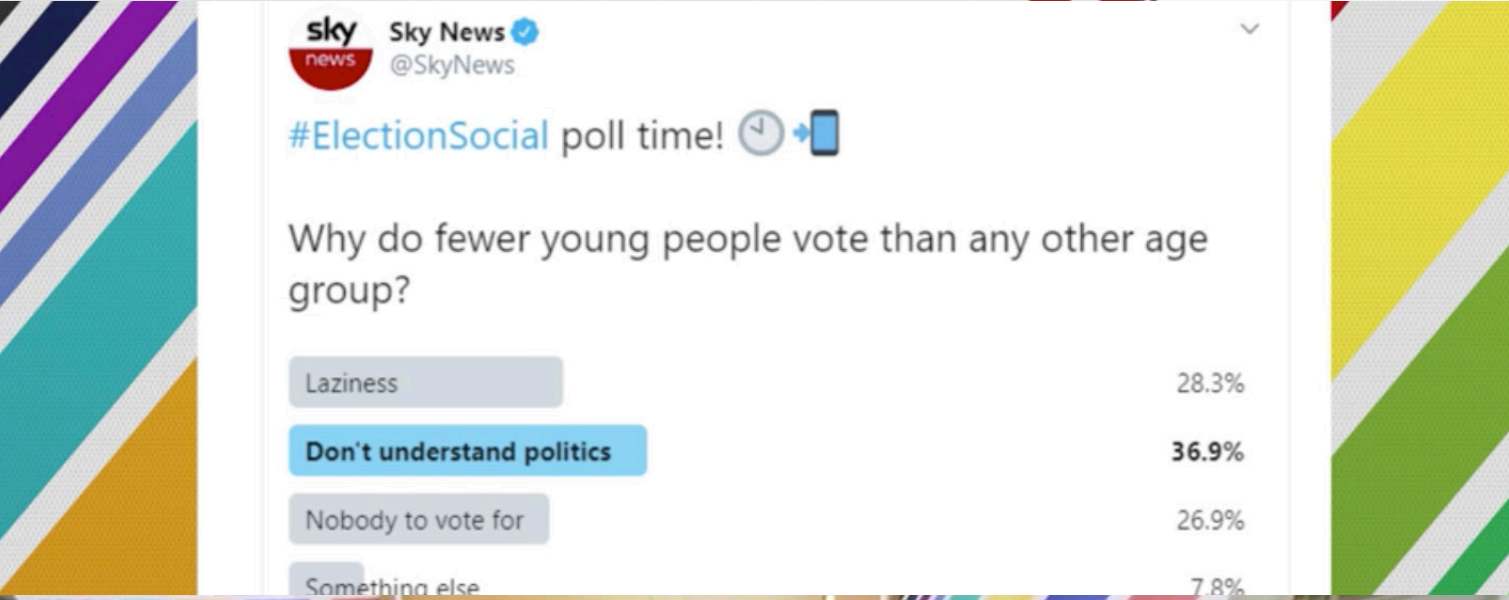 sky
news
Sky News
@SkyNews
#ElectionSocial poll time!
Why do fewer young people vote than any other age
group?
Laziness 28.3%
Don't understand politics 36.9%
Nobody to vote for 26.9%
Something else 7.8%